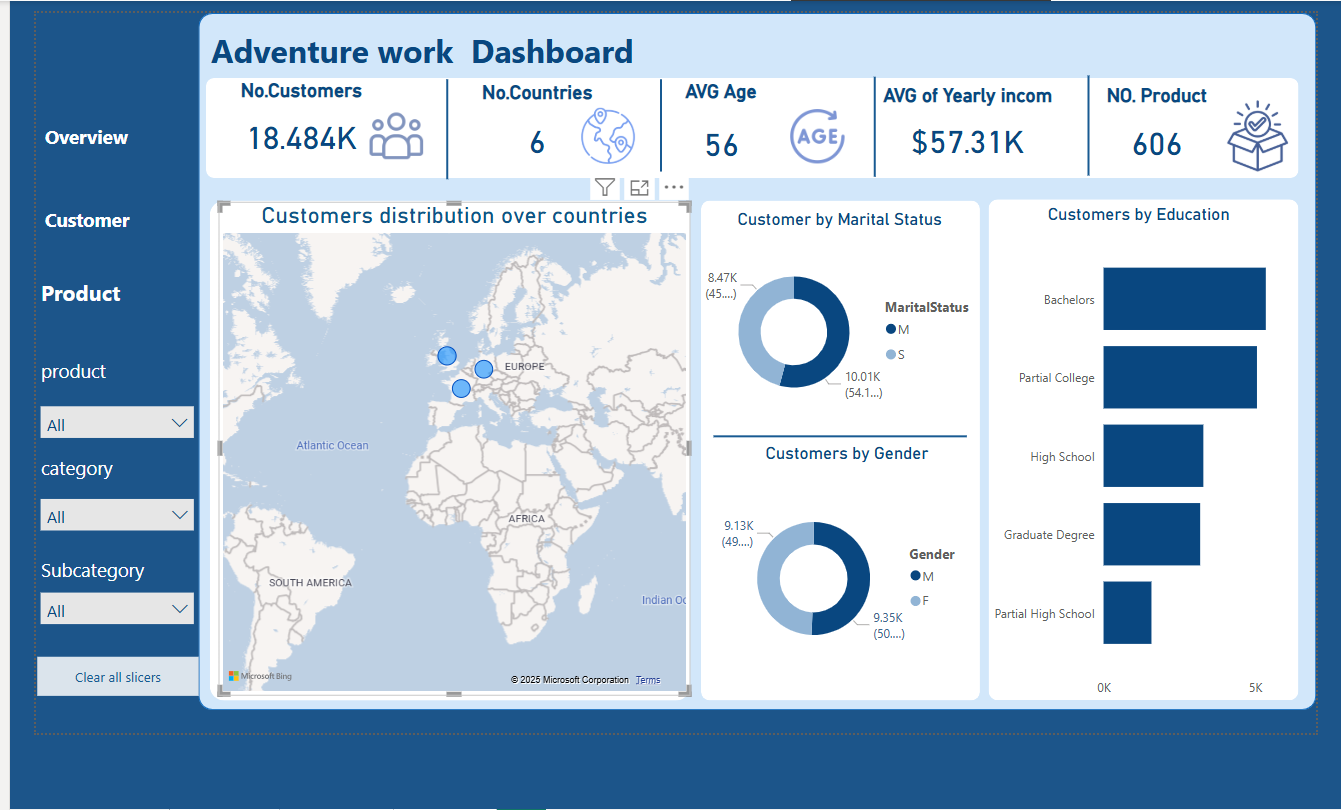 Adventure work  Dashboard
Overview
Customer
Product
product
All
category
All
Subcategory
All
Clear all slicers
No.Customers
18.484K
No.Countries
6
AVG Age
56
AGE
AVG of Yearly incom
$57.31K
NO. Product
606
Customers distribution over countries
EUROPE
Atlantic Ocean
AFRICA
SOUTH AMERICA
Indian Oc
Microsoft Bing
© 2025 Microsoft Corporation Terms
Customer by Marital Status
8.47K
(45....)
10.01K
(54.1...)
MaritalStatus
M
S
Customers by Gender
9.13K
(49....)
9.35K
(50....)
Gender
M
F
Customers by Education
Bachelors
Partial College
High School
Graduate Degree
Partial High School
0K 5K